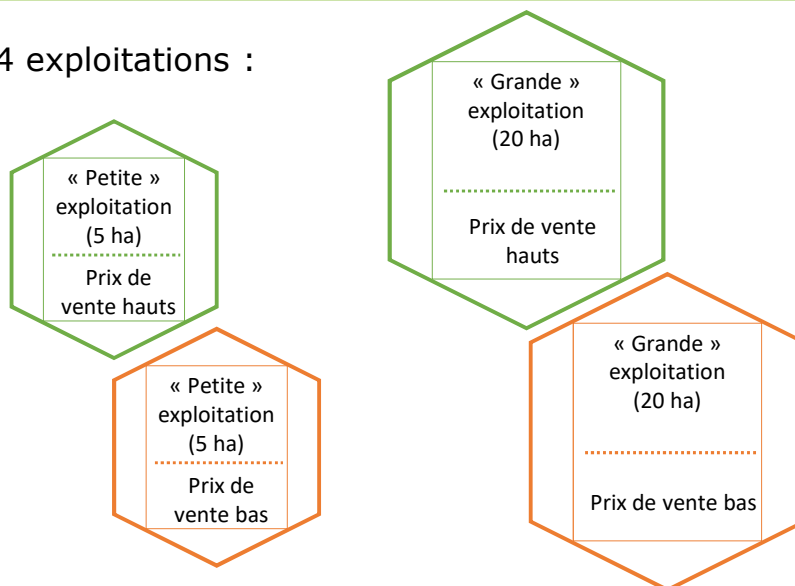 4 exploitations :
« Petite »
exploitation
(5 ha)
Prix de
vente hauts
« Grande »
exploitation
(20 ha)
Prix de vente
hauts
« Petite »
exploitation
(5 ha)
Prix de
vente bas
« Grande »
exploitation
(20 ha)
Prix de vente bas